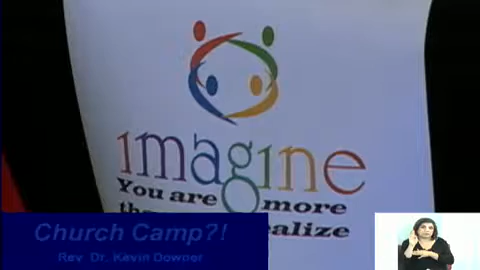 imagine
You are more
realize
Church Camp?!
Rev. Dr. Kevin Downer